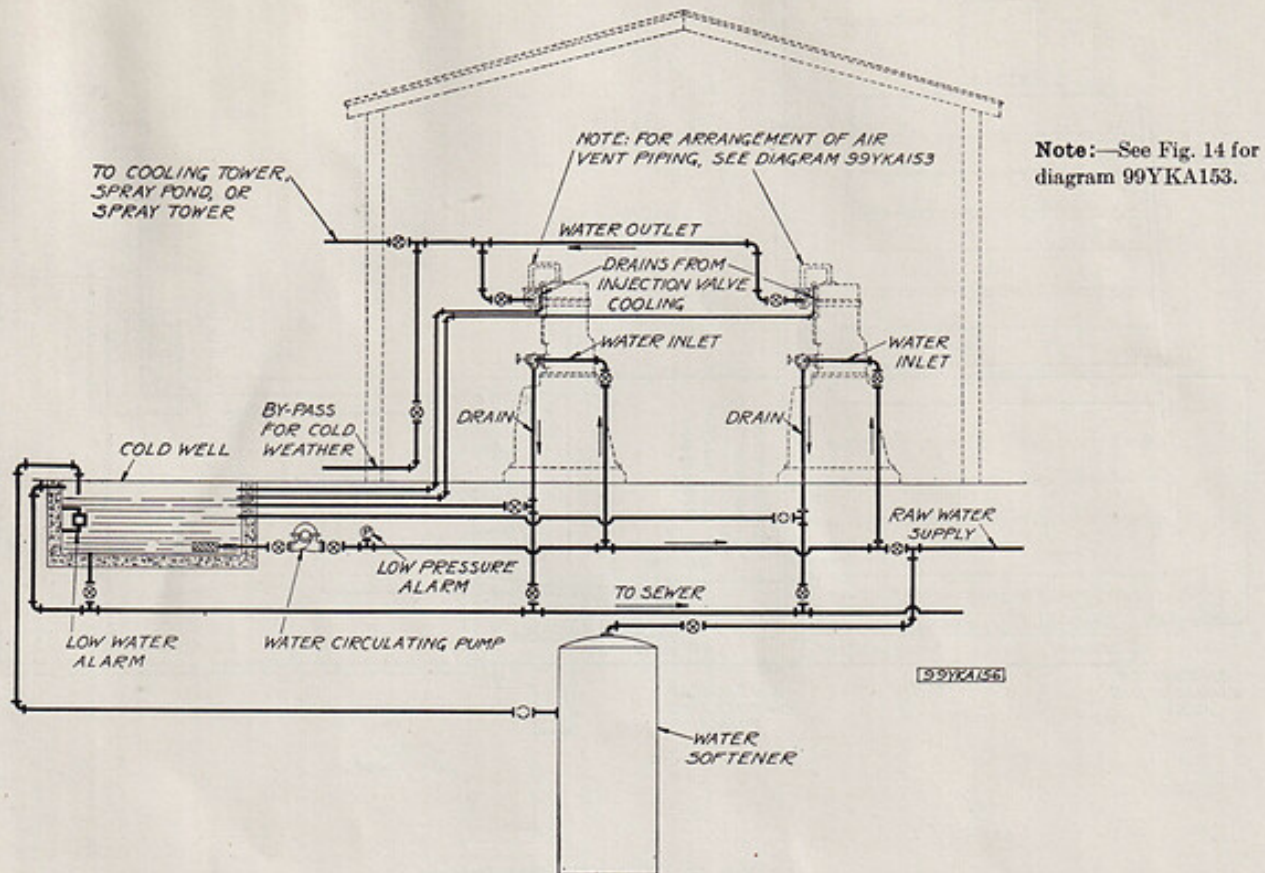 NOTE: FOR ARRANGEMENT OF AIR
VENT PIPING, SEE DIAGRAM 99YKA153
Note:—See Fig. 14 for
diagram 99YKA153.
TO COOLING TOWER,
SPRAY POND, OR
SPRAY TOWER
WATER OUTLET
DRAINS FROM
INJECTION VALVE
COOLING
WATER INLET
WATER
INLET
DRAIN
DRAIN
BY-PASS
FOR COLD
WEATHER
COLD WELL
RAW WATER
SUPPLY
LOW PRESSURE
ALARM
TO SEWER
LOW WATER
ALARM
WATER CIRCULATING PUMP
99YKA156
WATER
SOFTENER